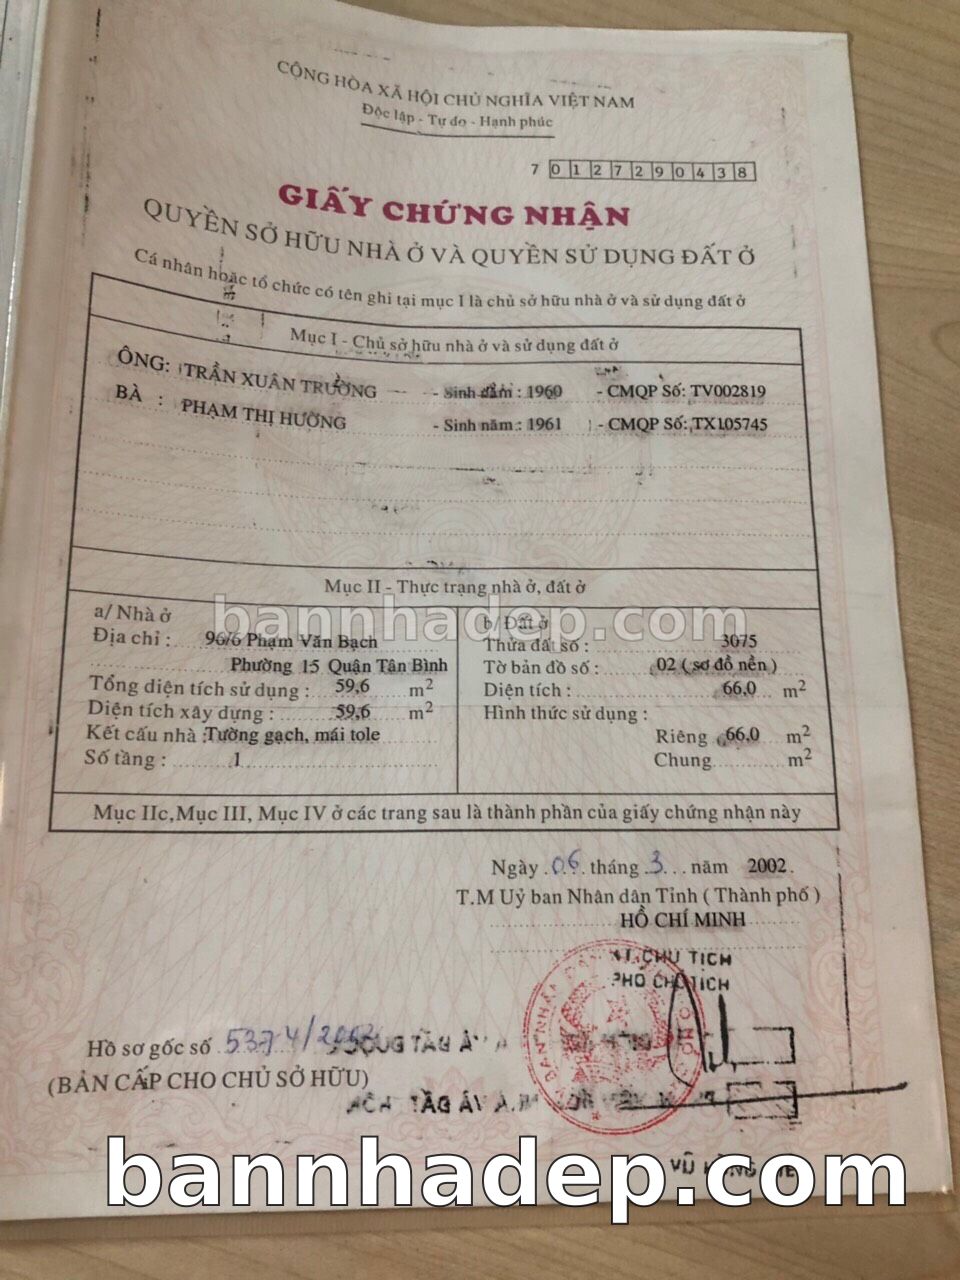 CỘNG HÒA XÃ HỘI CHỦ NGHĨA VIỆT NAM
Độc lập - Tự do - Hạnh phúc
7 0 1 2 7 2 9 0 4 3 8
GIẤY CHỨNG NHẬN
QUYỀN SỞ HỮU NHÀ Ở VÀ QUYỀN SỬ DỤNG ĐẤT Ở
Cá nhân hoặc tổ chức có tên ghi tại mục I là chủ sở hữu nhà ở và sử dụng đất ở
Mục I - Chủ sở hữu nhà ở và sử dụng đất ở
ÔNG: TRẦN XUÂN TRƯỜNG - Sinh năm : 1960 - CMQP Số: TV002819
BÀ : PHẠM THỊ HƯỜNG - Sinh năm : 1961 - CMQP Số: TX105745
Mục II - Thực trạng nhà ở, đất ở
bannhadep.com
a/ Nhà ở
Địa chỉ : 96/6 Phạm Văn Bạch
Phường 15 Quận Tân Bình
Tổng diện tích sử dụng : 59,6 m2
Diện tích xây dựng : 59,6 m2
Kết cấu nhà : Tường gạch, mái tole
Số tầng : 1
b/ Đất ở
Thửa đất số : 3075
Tờ bản đồ số : 02 ( sơ đồ nền )
Diện tích : 66,0 m2
Hình thức sử dụng :
Riêng 66,0 m2
Chung m2
Mục IIc,Mục III, Mục IV ở các trang sau là thành phần của giấy chứng nhận này
Ngày 06 tháng 3 năm 2002
T.M Uỷ ban Nhân dân Tỉnh ( Thành phố )
HỒ CHÍ MINH
KT. CHỦ TỊCH
PHÓ CHỦ TỊCH
Hồ sơ gốc số 5374/2002
(BẢN CẤP CHO CHỦ SỞ HỮU)
bannhadep.com